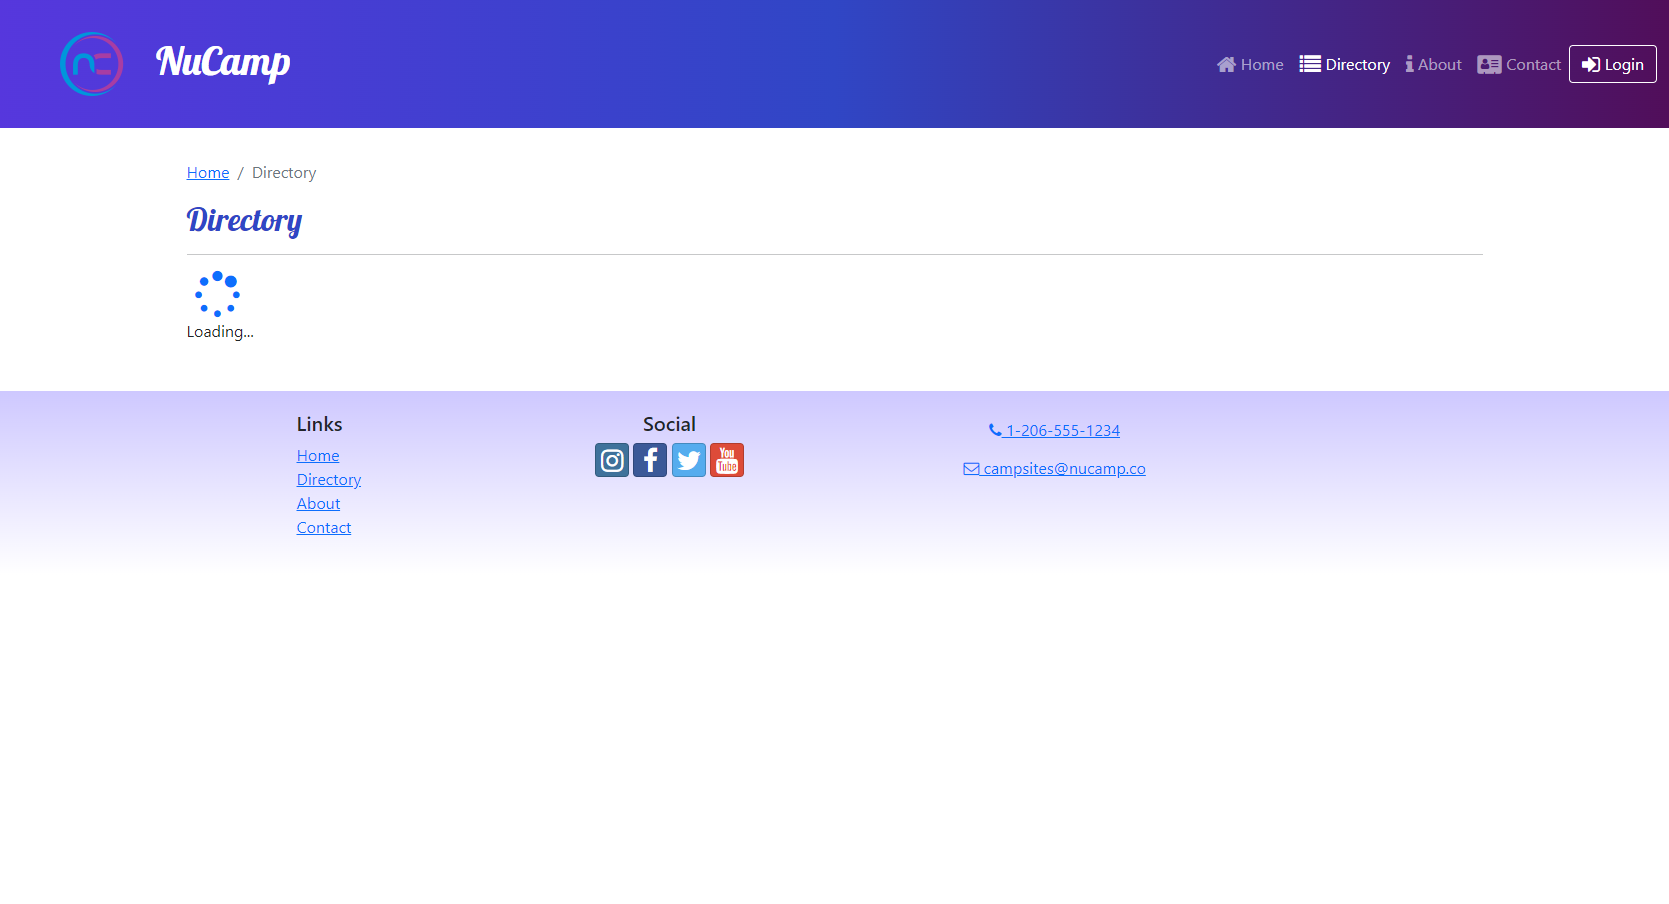 NuCamp
Home Directory About Contact Login
Home / Directory
Directory
Loading...
Links
Home
Directory
About
Contact
Social
You
Tube
1-206-555-1234
campsites@nucamp.co